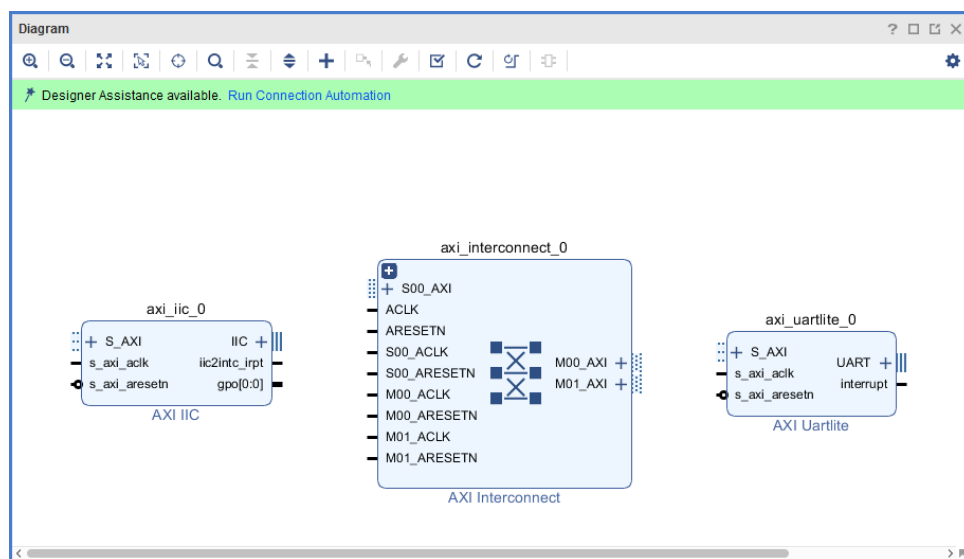 Diagram
Designer Assistance available. Run Connection Automation
axi_interconnect_0
S00_AXI
ACLK
ARESETN
S00_ACLK
S00_ARESETN
M00_ACLK
M00_ARESETN
M01_ACLK
M01_ARESETN
M00_AXI
M01_AXI
AXI Interconnect
axi_iic_0
S_AXI
s_axi_aclk
s_axi_aresetn
IIC
iic2intc_irpt
gpo[0:0]
AXI IIC
axi_uartlite_0
S_AXI
s_axi_aclk
s_axi_aresetn
UART
interrupt
AXI Uartlite